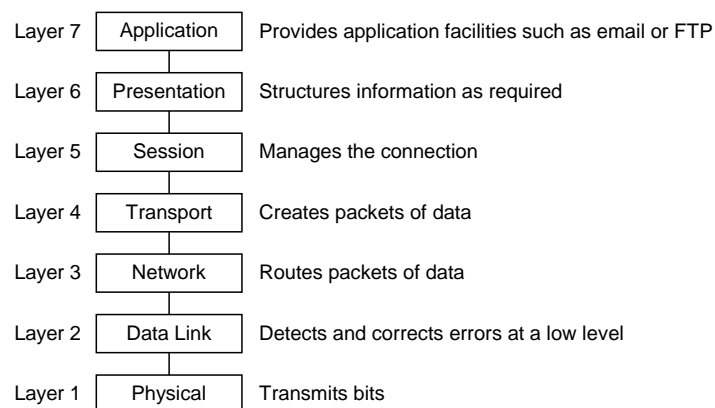 Layer 7 Application Provides application facilities such as email or FTP
Layer 6 Presentation Structures information as required
Layer 5 Session Manages the connection
Layer 4 Transport Creates packets of data
Layer 3 Network Routes packets of data
Layer 2 Data Link Detects and corrects errors at a low level
Layer 1 Physical Transmits bits